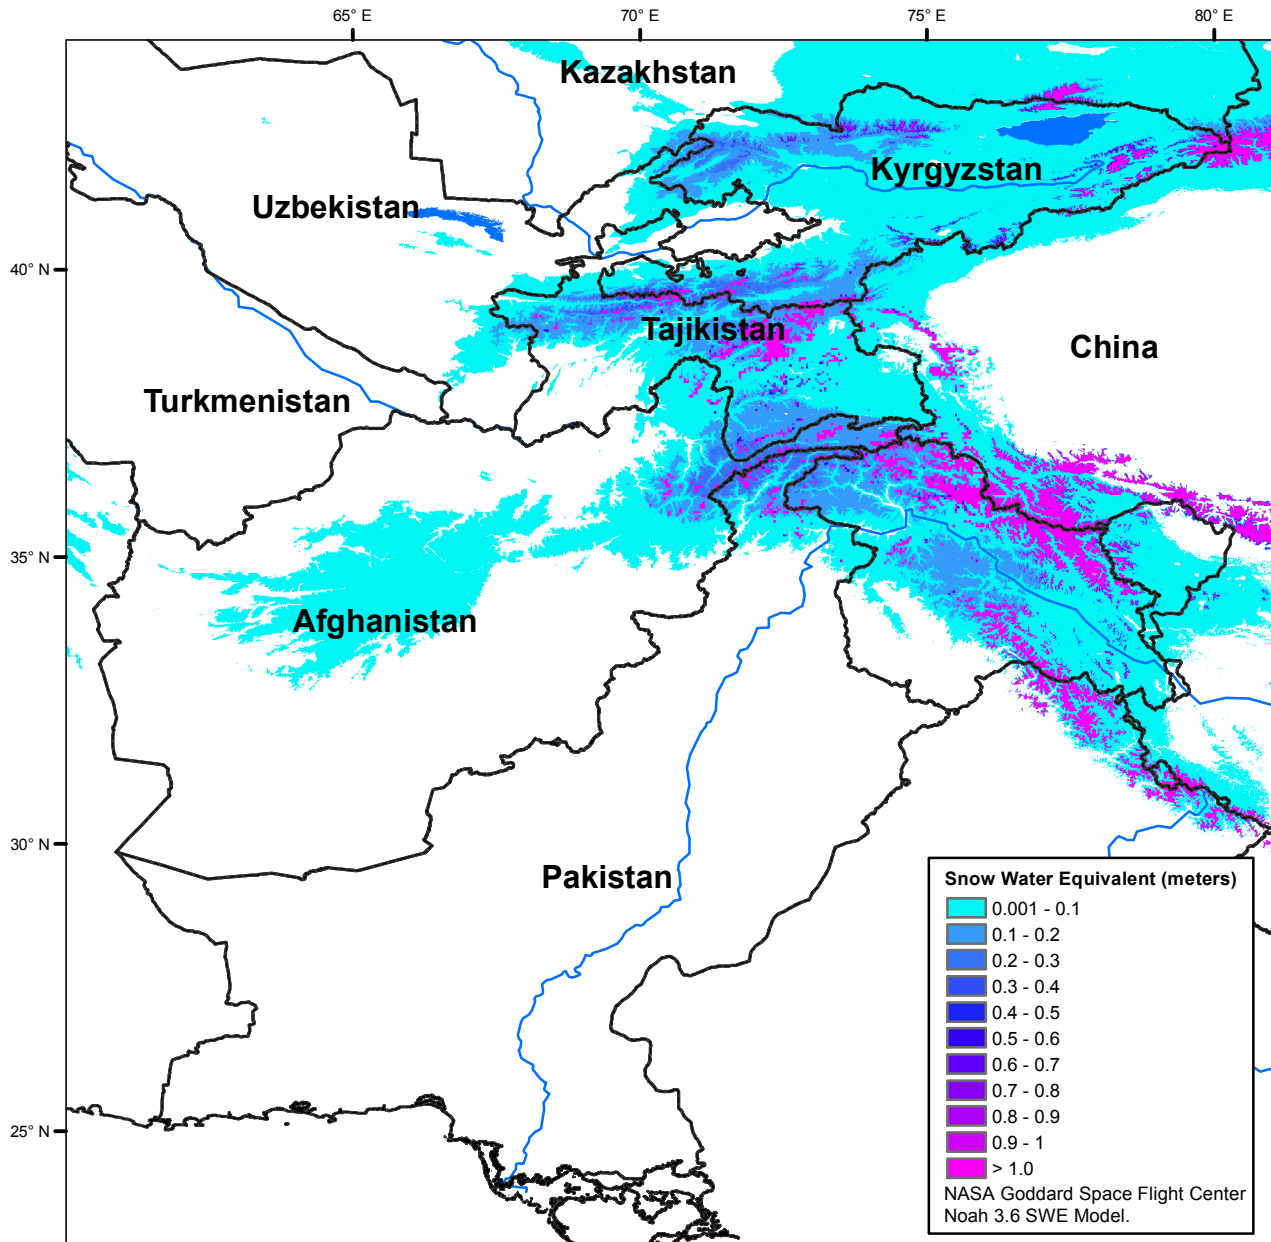 65° E
70° E
75° E
80° E
Kazakhstan
Kyrgyzstan
Uzbekistan
40° N
Tajikistan
China
Turkmenistan
35° N
Afghanistan
30° N
Pakistan
25° N
Snow Water Equivalent (meters)
0.001 - 0.1
0.1 - 0.2
0.2 - 0.3
0.3 - 0.4
0.4 - 0.5
0.5 - 0.6
0.6 - 0.7
0.7 - 0.8
0.8 - 0.9
0.9 - 1
> 1.0
NASA Goddard Space Flight Center
Noah 3.6 SWE Model.